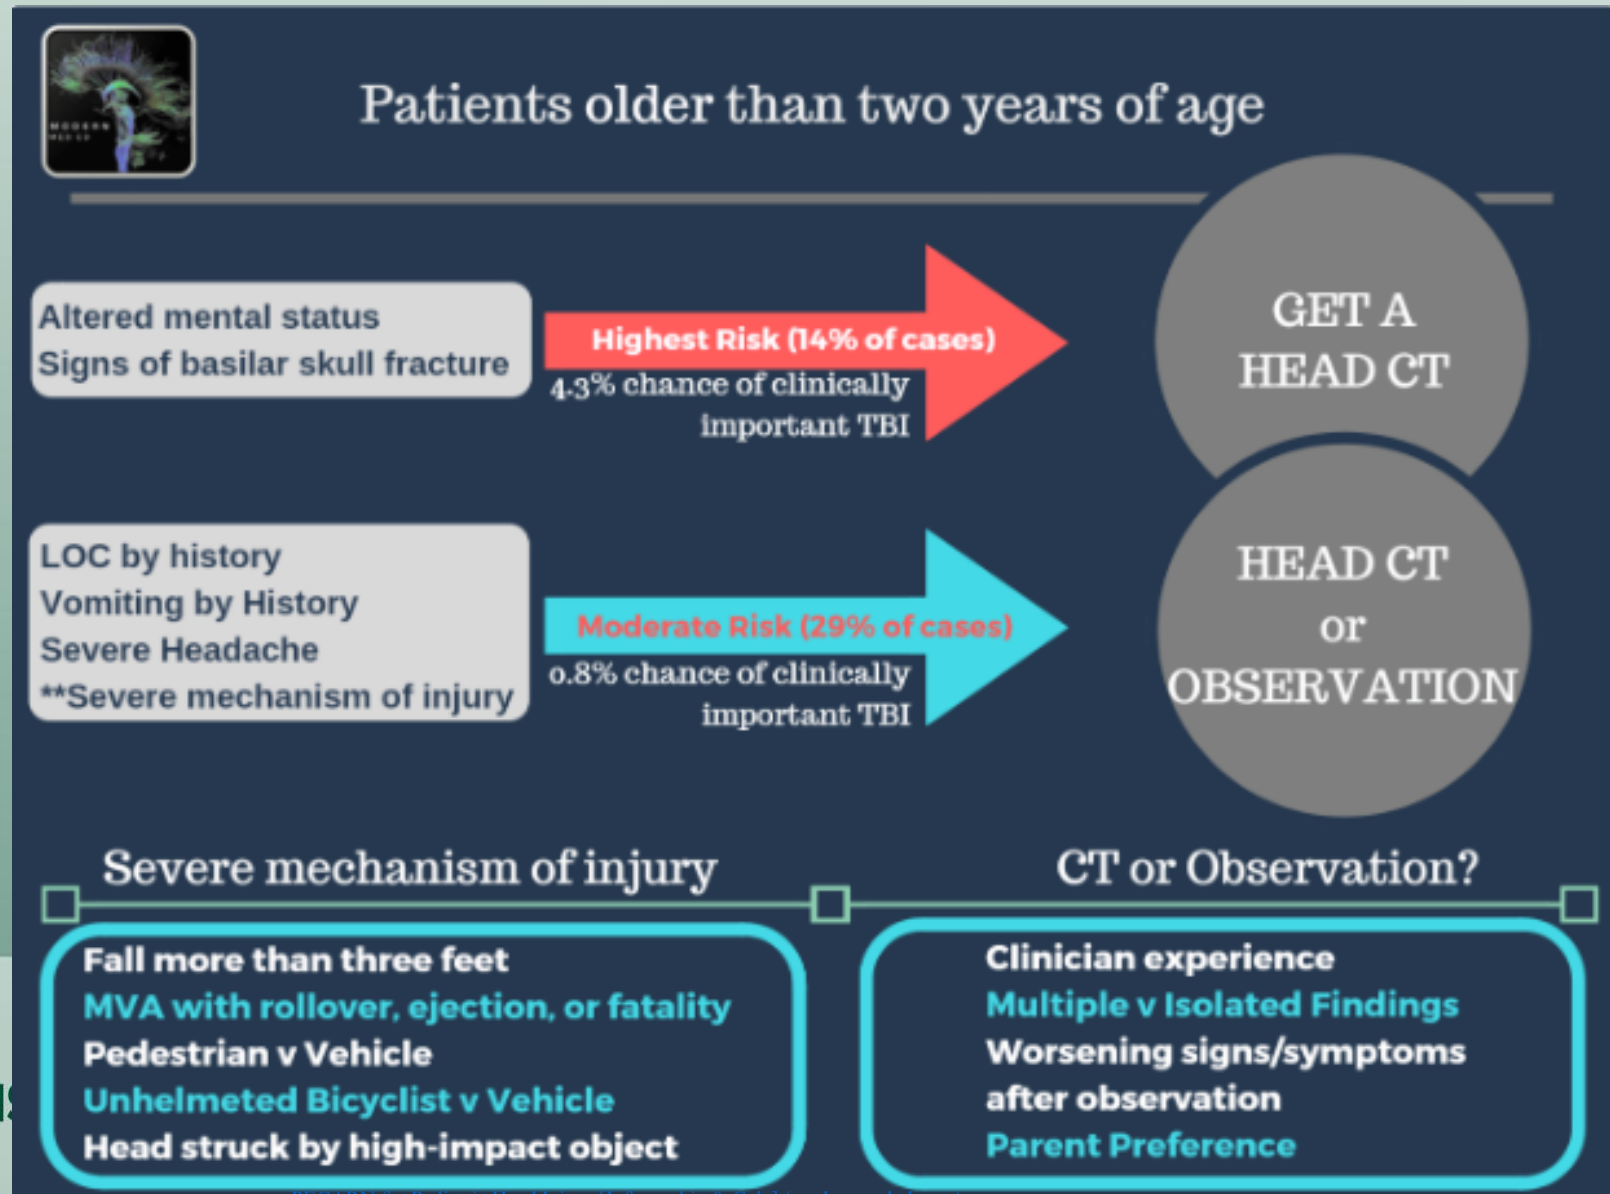 MODERN
Patients older than two years of age
Altered mental status
Signs of basilar skull fracture
Highest Risk (14% of cases)
4.3% chance of clinically
important TBI
GET A
HEAD CT
LOC by history
Vomiting by History
Severe Headache
**Severe mechanism of injury
Moderate Risk (29% of cases)
0.8% chance of clinically
important TBI
HEAD CT
or
OBSERVATION
Severe mechanism of injury
Fall more than three feet
MVA with rollover, ejection, or fatality
Pedestrian v Vehicle
Unhelmeted Bicyclist v Vehicle
Head struck by high-impact object
CT or Observation?
Clinician experience
Multiple v Isolated Findings
Worsening signs/symptoms
after observation
Parent Preference